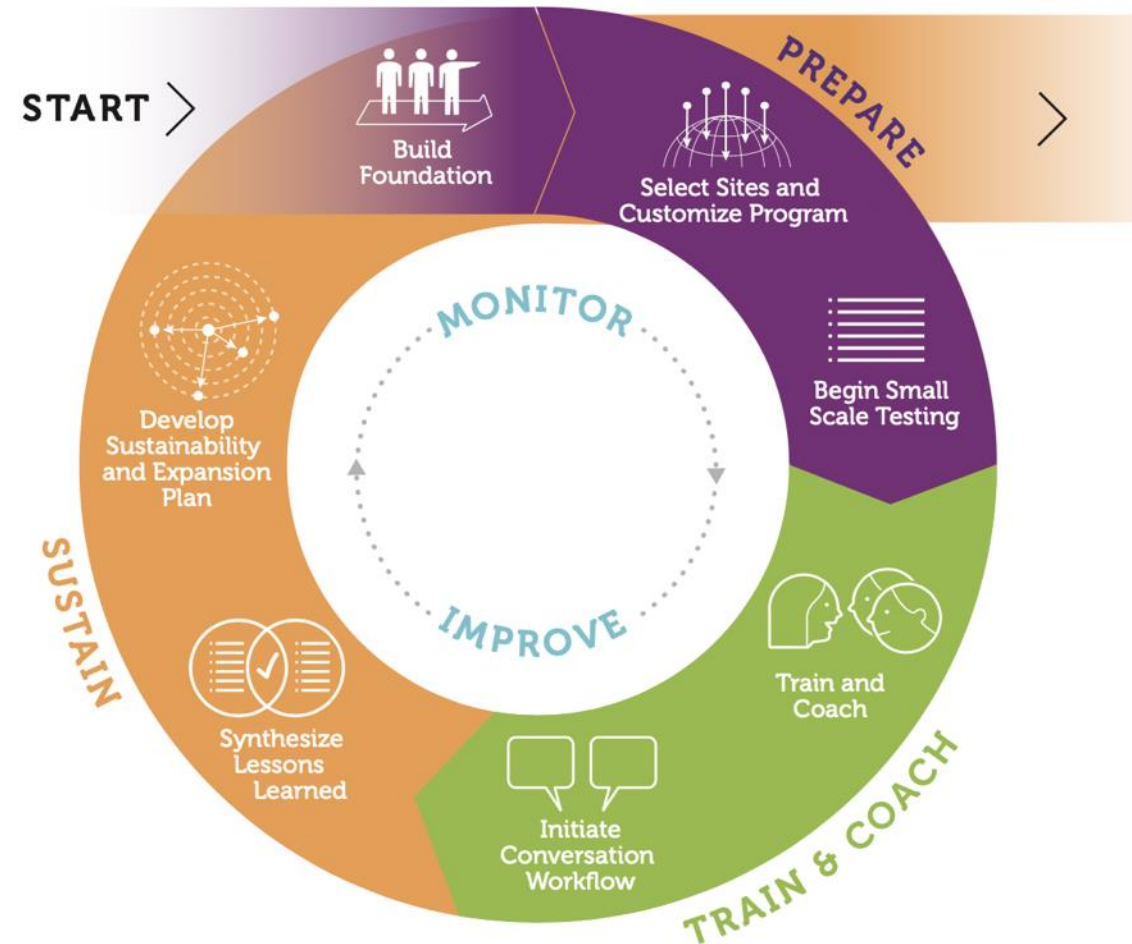 START
Build
Foundation
PREPARE
Select Sites and
Customize Program
Begin Small
Scale Testing
Train and
Coach
TRAIN & COACH
Initiate
Conversation
Workflow
Synthesize
Lessons
Learned
SUSTAIN
Develop
Sustainability
and Expansion
Plan
MONITOR
IMPROVE